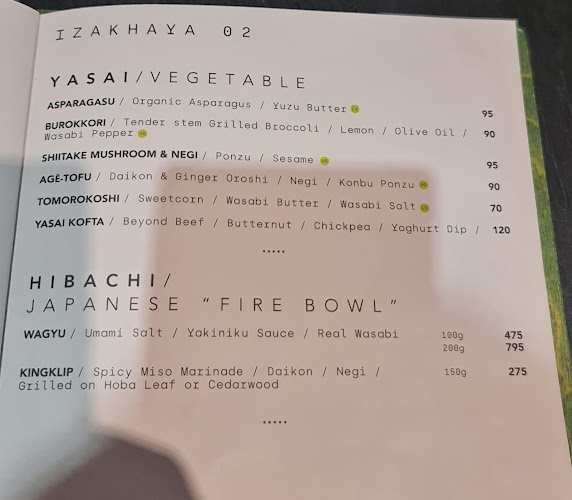 IZAKHAYA 02
YASAI/VEGETABLE
ASPARAGASU / Organic Asparagus / Yuzu Butter 95
BUROKKORI / Tender stem Grilled Broccoli / Lemon / Olive Oil / 90
Wasabi Pepper
SHIITAKE MUSHROOM & NEGI / Ponzu / Sesame 95
AGÉ-TOFU / Daikon & Ginger Oroshi / Negi / Konbu Ponzu 90
TOMOROKOSHI / Sweetcorn / Wasabi Butter / Wasabi Salt 70
YASAI KOFTA / Beyond Beef / Butternut / Chickpea / Yoghurt Dip / 120
•••••
HIBACHI/
JAPANESE "FIRE BOWL"
WAGYU / Umami Salt / Yakiniku Sauce / Real Wasabi 100g 475
200g 795
KINGKLIP / Spicy Miso Marinade / Daikon / Negi / 150g 275
Grilled on Hoba Leaf or Cedarwood
•••••